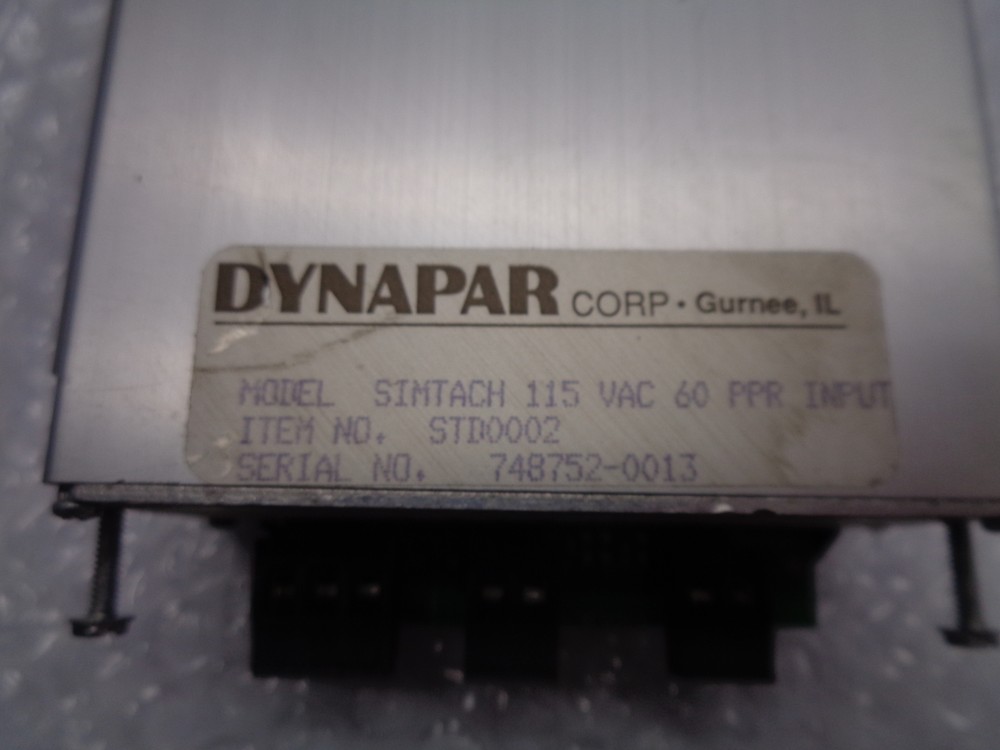 DYNAPAR CORP · Gurnee, IL
MODEL SIMTACH 115 VAC 60 PPR INPUT
ITEM NO. STD0002
SERIAL NO. 748752-0013